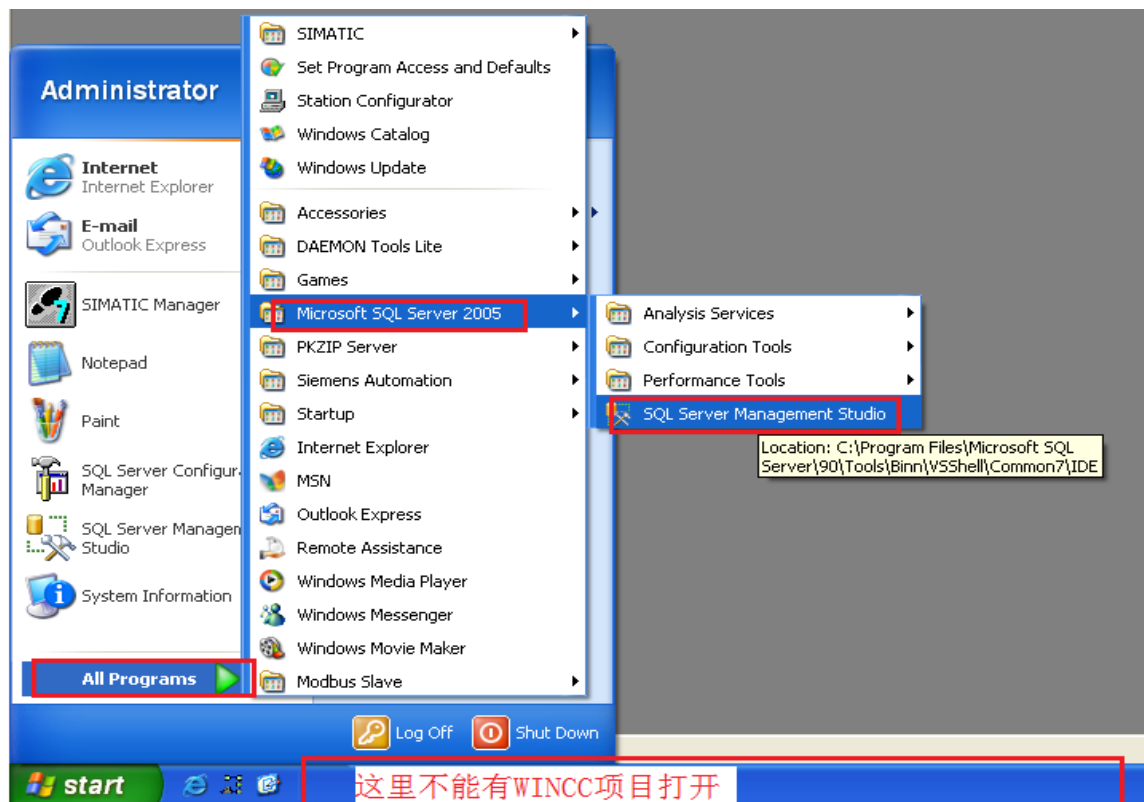 Administrator
Internet
Internet Explorer
E-mail
Outlook Express
SIMATIC Manager
Notepad
Paint
SQL Server Configur
Manager
SQL Server Managen
Studio
System Information
All Programs
SIMATIC
Set Program Access and Defaults
Station Configurator
Windows Catalog
Windows Update
Accessories
DAEMON Tools Lite
Games
Microsoft SQL Server 2005
PKZIP Server
Siemens Automation
Startup
Internet Explorer
MSN
Outlook Express
Remote Assistance
Windows Media Player
Windows Messenger
Windows Movie Maker
Modbus Slave
Analysis Services
Configuration Tools
Performance Tools
SQL Server Management Studio
Location: C:\Program Files\Microsoft SQL
Server\90\Tools\Binn\VSShell\Common7\IDE
Log Off
Shut Down
start
这里不能有WINCC项目打开